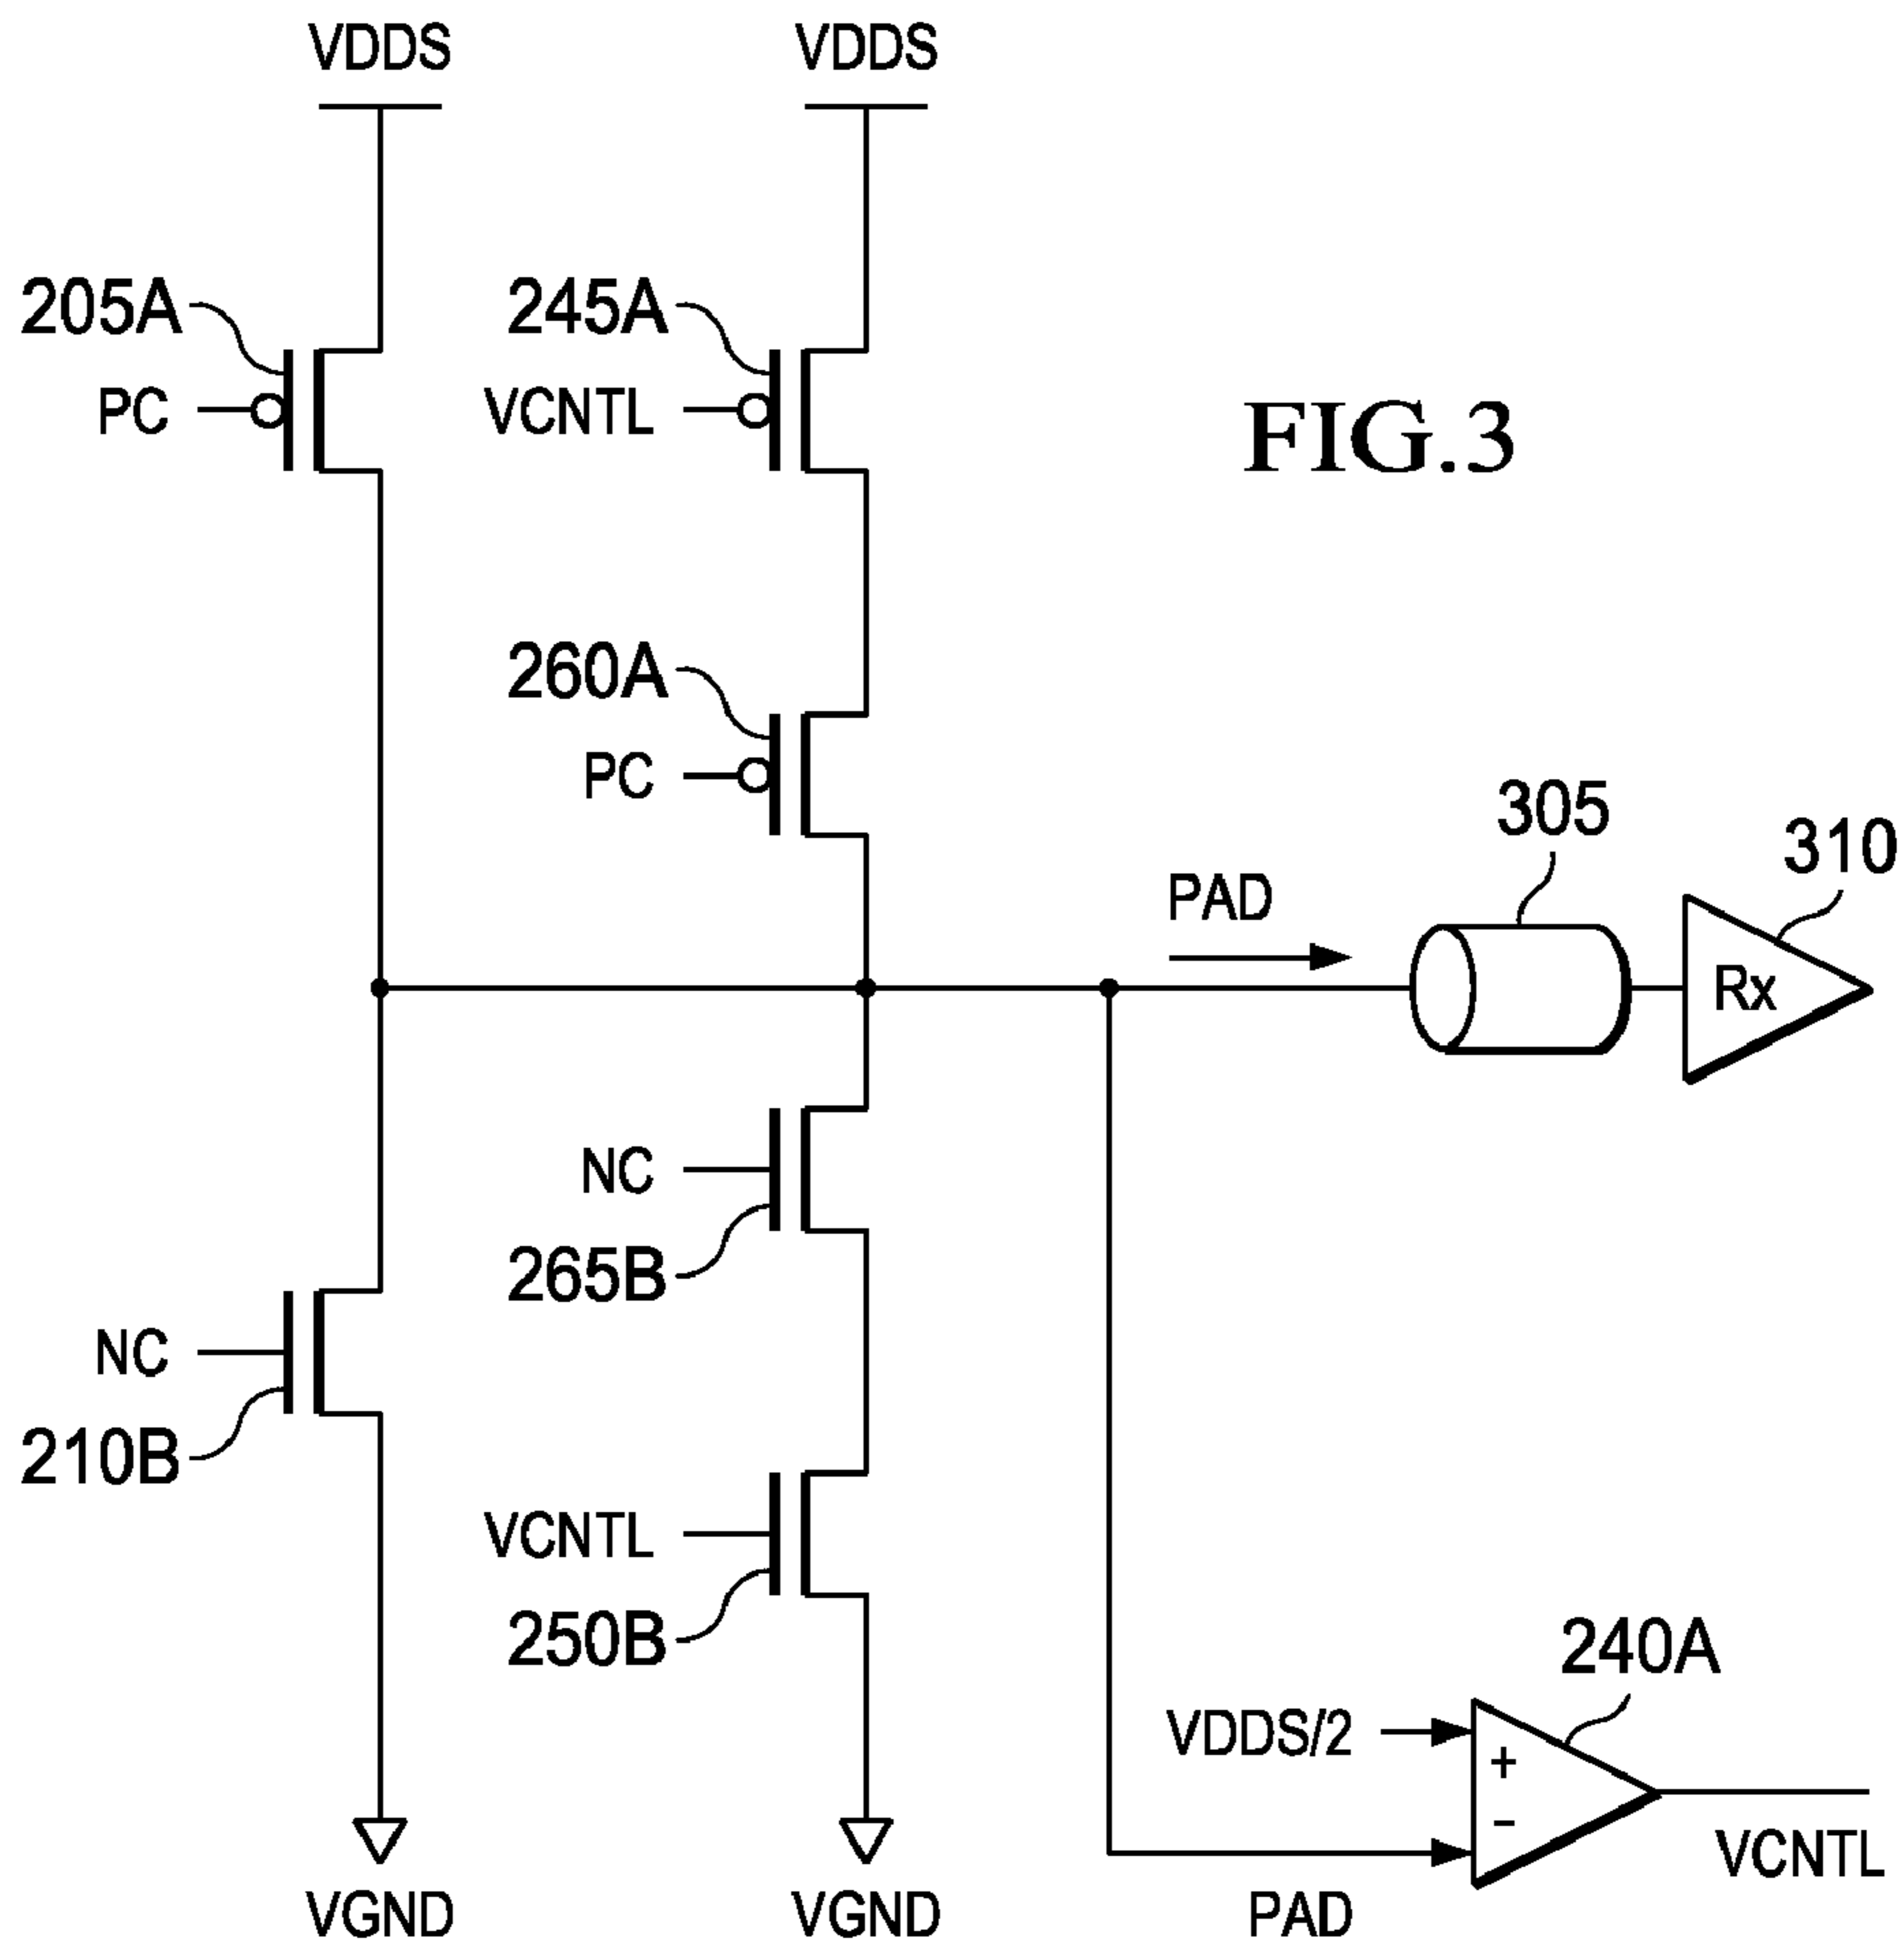 VDDS VDDS
205A 245A
PC VCNTL
FIG.3
260A
PC
305
310
PAD
Rx
NC
265B
NC
210B
VCNTL
250B
240A
VDDS/2
+
−
VCNTL
VGND VGND PAD